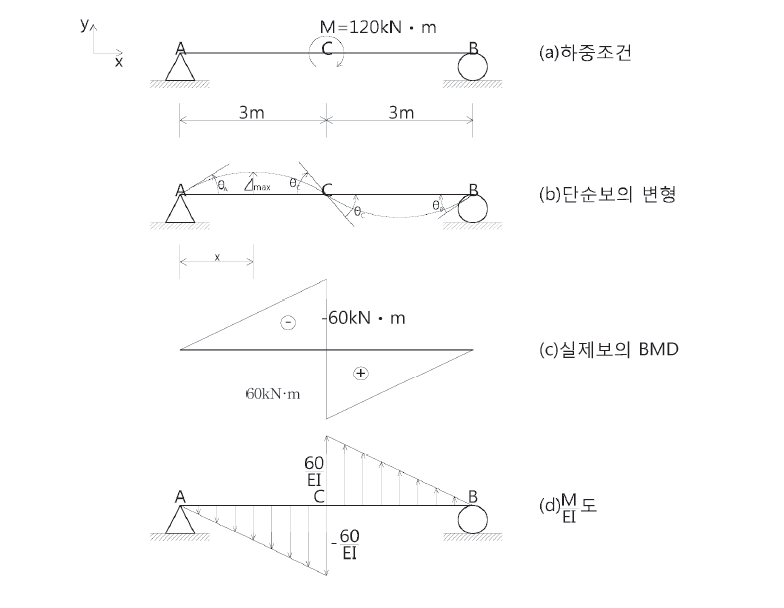 y
x
A
M=120kN · m
C
B
(a)하중조건
3m
3m
A
θA
Δmax
θC
C
θC
θB
B
(b)단순보의 변형
x
-60kN · m
-
+
60kN·m
(c)실제보의 BMD
60
EI
A
C
B
-60
EI
(d)M/EI도